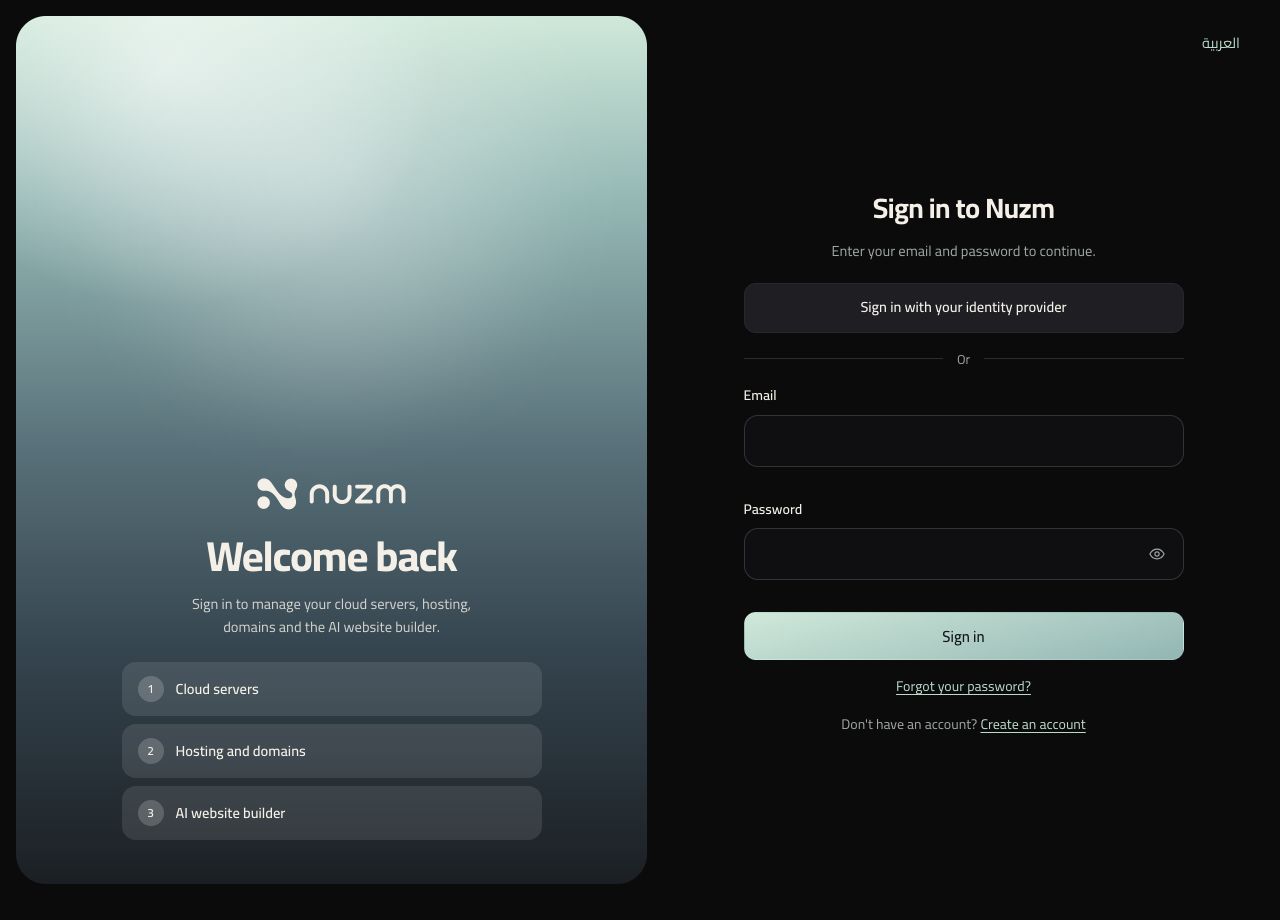 nuzm
Welcome back
Sign in to manage your cloud servers, hosting,
domains and the AI website builder.
1 Cloud servers
2 Hosting and domains
3 AI website builder
العربية
Sign in to Nuzm
Enter your email and password to continue.
Sign in with your identity provider
Or
Email
Password
Sign in
Forgot your password?
Don't have an account? Create an account